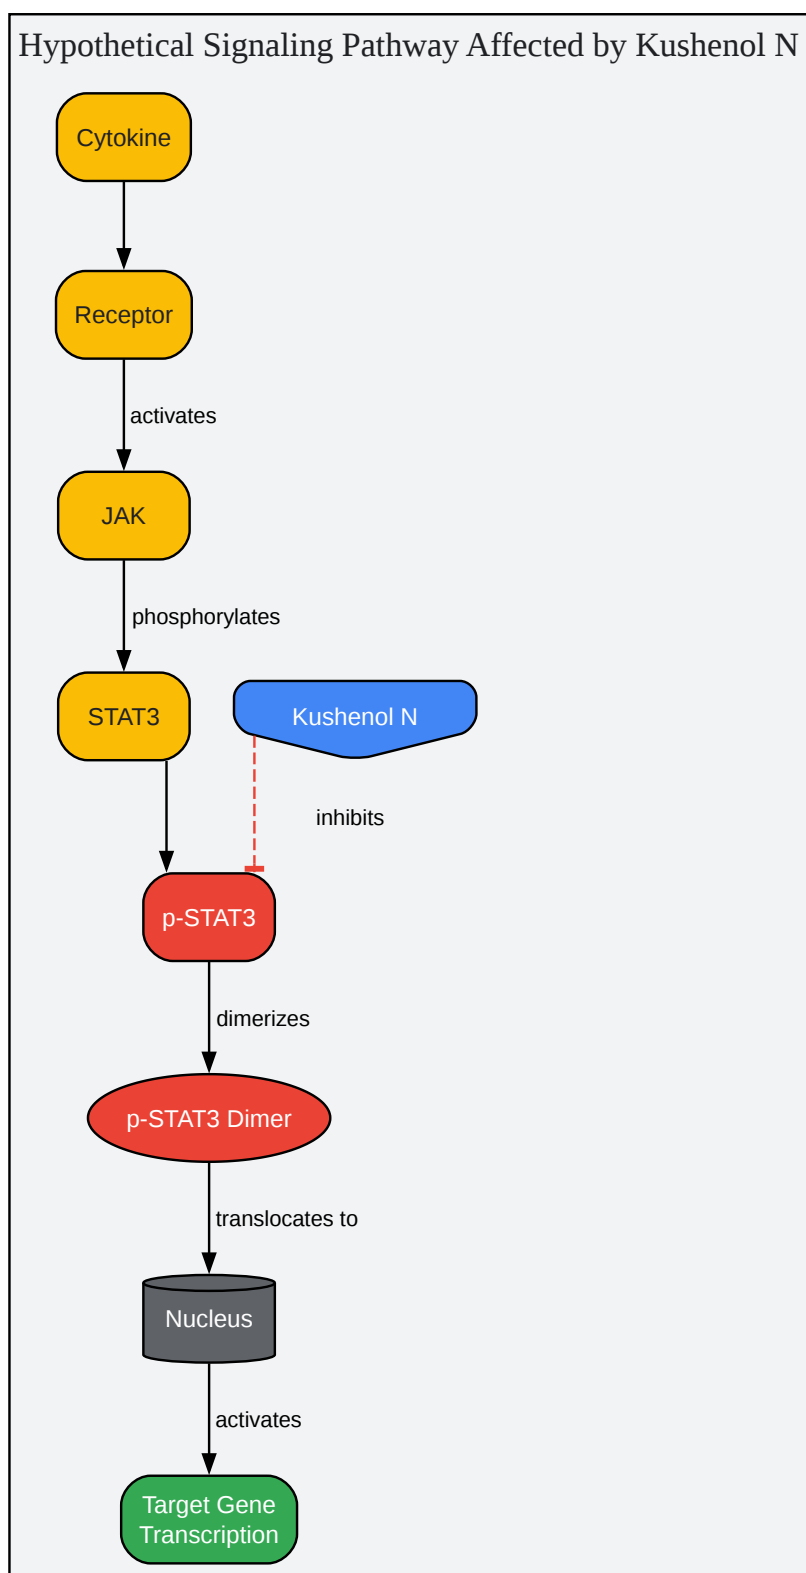 Hypothetical Signaling Pathway Affected by Kushenol N
Cytokine
Receptor
activates
JAK
phosphorylates
STAT3
Kushenol N
inhibits
p-STAT3
dimerizes
p-STAT3 Dimer
translocates to
Nucleus
activates
Target Gene
Transcription